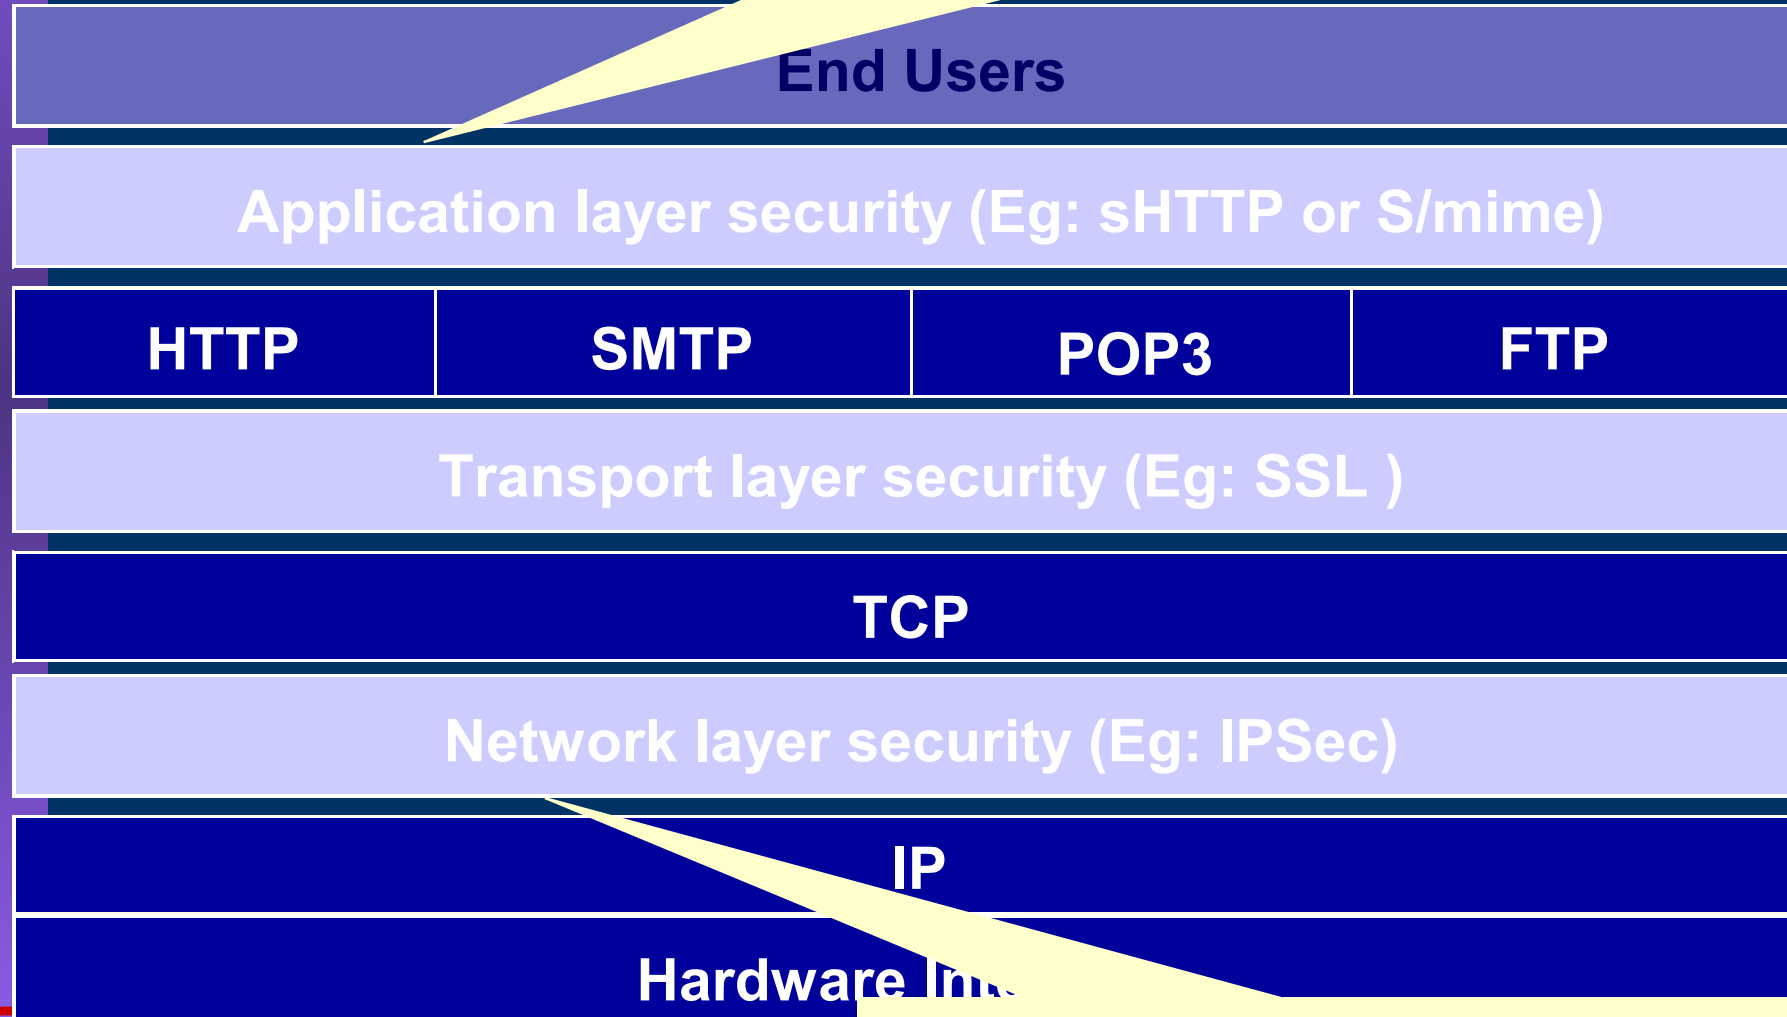 End Users
Application layer security (Eg: sHTTP or S/mime)
HTTP SMTP POP3 FTP
Transport layer security (Eg: SSL )
TCP
Network layer security (Eg: IPSec)
IP
Hardware